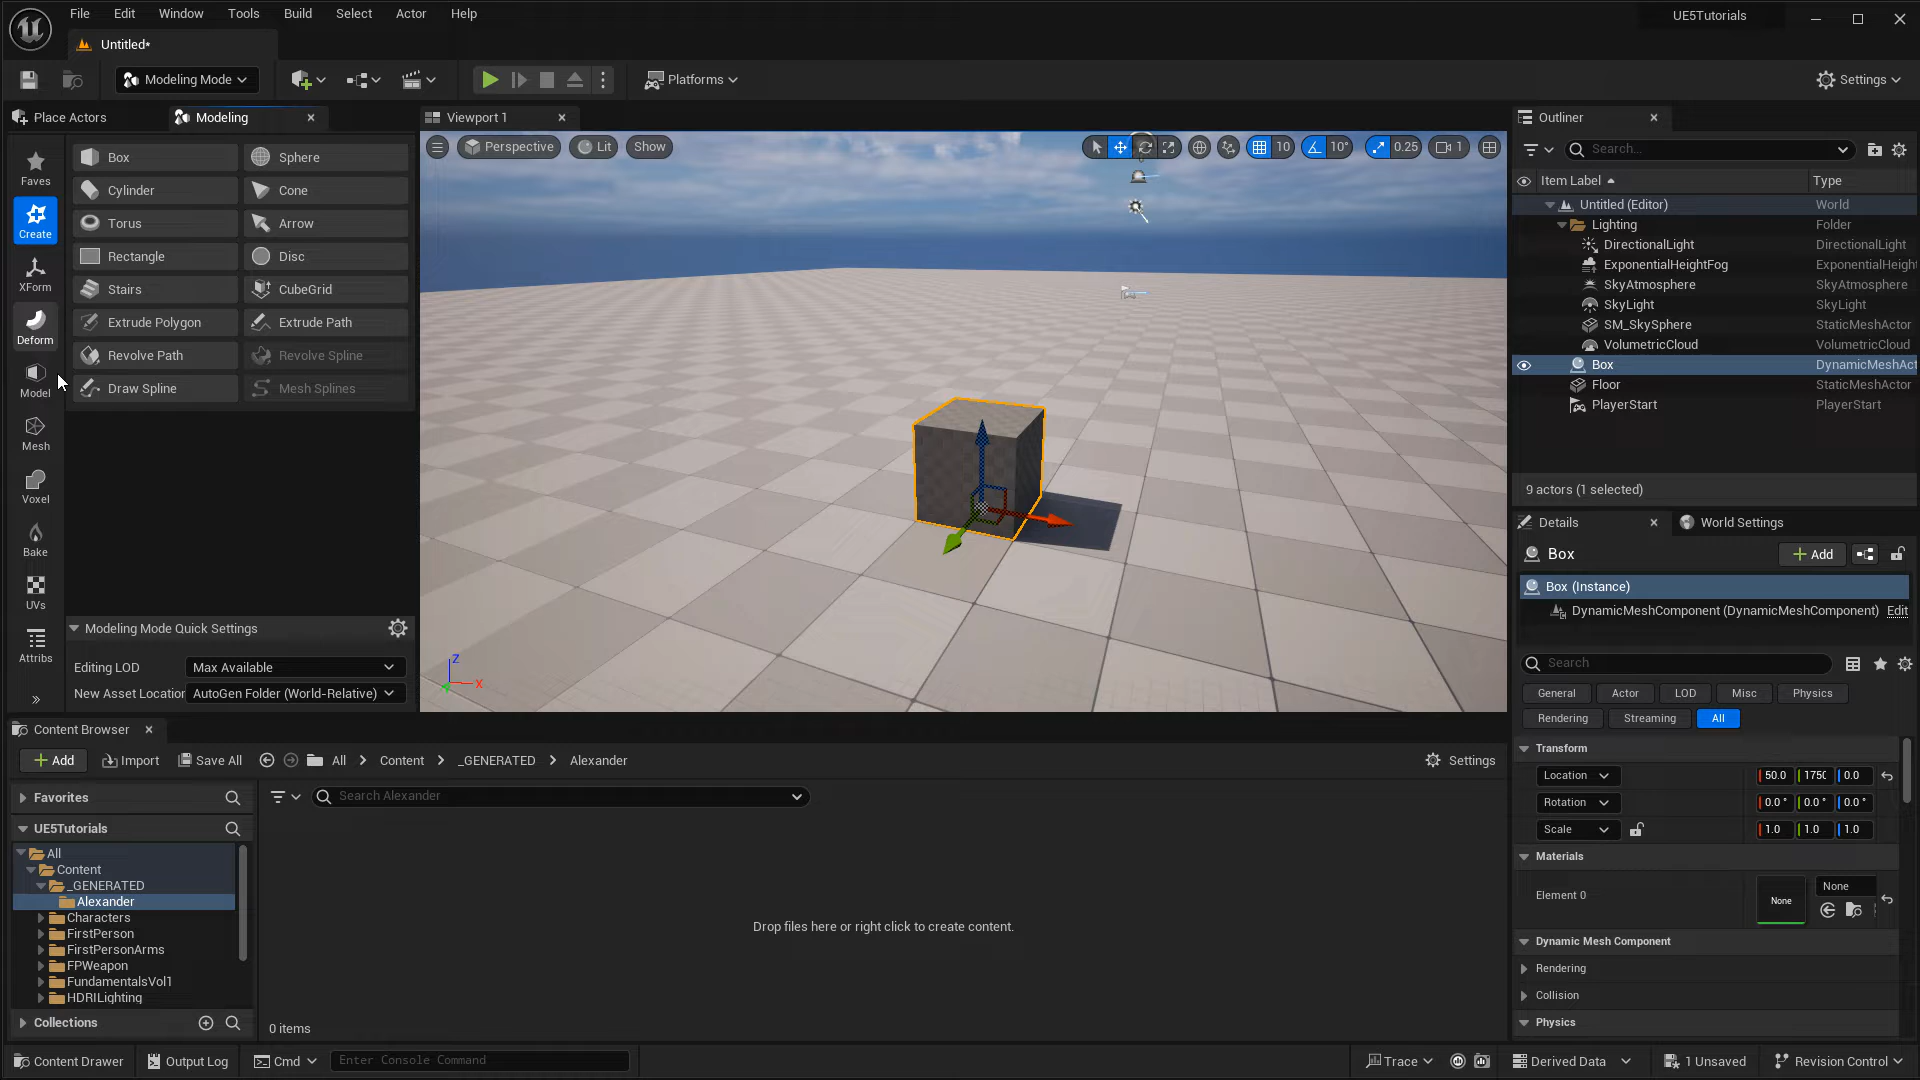 File Edit Window Tools Build Select Actor Help
UE5Tutorials
Untitled*
Modeling Mode
Platforms
Settings
Place Actors
Modeling
Viewport 1
Outliner
Faves
Create
XForm
Deform
Model
Mesh
Voxel
Bake
UVs
Attribs
Box
Sphere
Cylinder
Cone
Torus
Arrow
Rectangle
Disc
Stairs
CubeGrid
Extrude Polygon
Extrude Path
Revolve Path
Revolve Spline
Draw Spline
Mesh Splines
Modeling Mode Quick Settings
Editing LOD
Max Available
New Asset Location
AutoGen Folder (World-Relative)
Perspective
Lit
Show
10
10°
0.25
1
Z
X
Search...
Item Label
Type
Untitled (Editor)
World
Lighting
Folder
DirectionalLight
DirectionalLight
ExponentialHeightFog
ExponentialHeight
SkyAtmosphere
SkyAtmosphere
SkyLight
SkyLight
SM_SkySphere
StaticMeshActor
VolumetricCloud
VolumetricCloud
Box
DynamicMeshAct
Floor
StaticMeshActor
PlayerStart
PlayerStart
9 actors (1 selected)
Details
World Settings
Box
Add
Box (Instance)
DynamicMeshComponent (DynamicMeshComponent)
Edit
Search
General
Actor
LOD
Misc
Physics
Rendering
Streaming
All
Transform
Location
50.0
1750
0.0
Rotation
0.0 °
0.0 °
0.0 °
Scale
1.0
1.0
1.0
Materials
Element 0
None
None
Dynamic Mesh Component
Rendering
Collision
Physics
Content Browser
Add
Import
Save All
All
Content
_GENERATED
Alexander
Settings
Favorites
Search Alexander
UE5Tutorials
All
Content
_GENERATED
Alexander
Characters
FirstPerson
FirstPersonArms
FPWeapon
FundamentalsVol1
HDRILighting
Drop files here or right click to create content.
Collections
0 items
Content Drawer
Output Log
Cmd
Enter Console Command
Trace
Derived Data
1 Unsaved
Revision Control